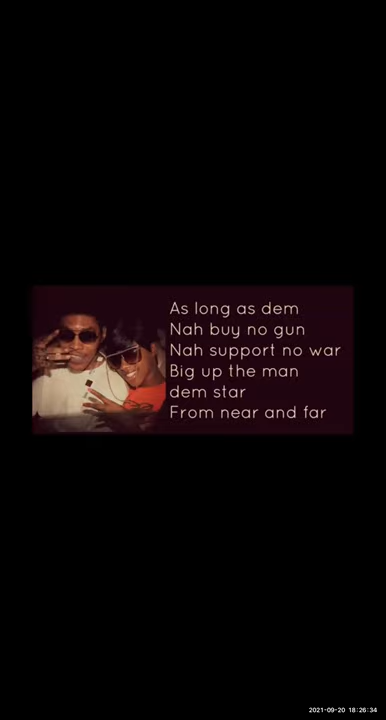 As long as dem
Nah buy no gun
Nah support no war
Big up the man
dem star
From near and far
2021-09-20 18:26:34